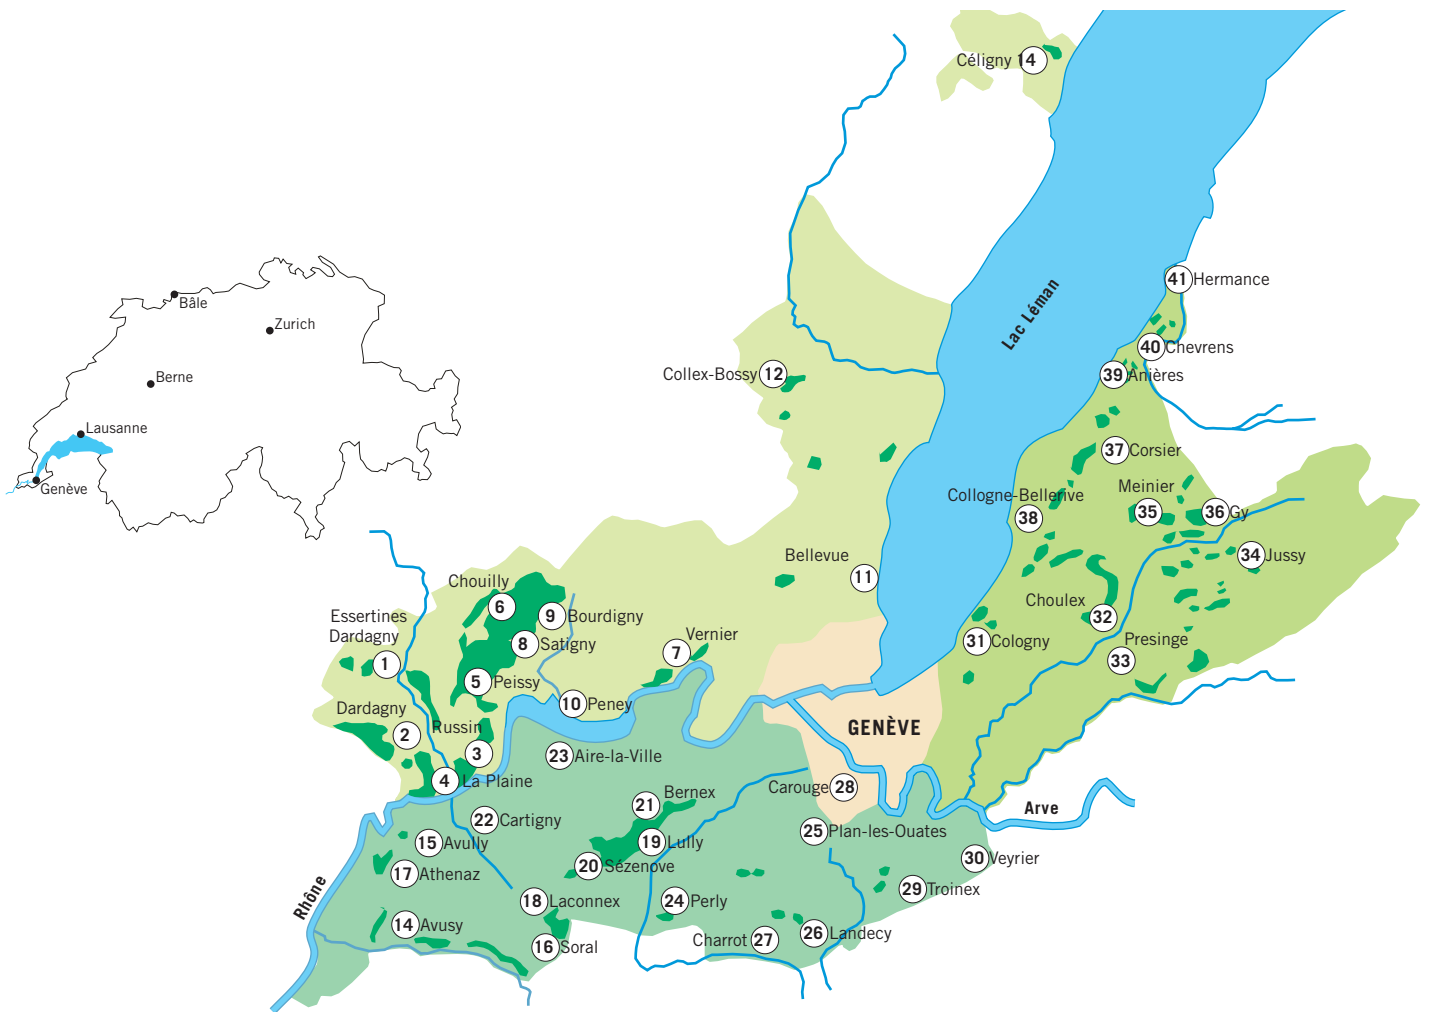 Céligny 14
Lac Léman
41 Hermance
40 Chevrens
39 Anières
Collex-Bossy 12
37 Corsier
Collogne-Bellerive
38
Meinier
35
36 Gy
34 Jussy
Bellevue
11
Choulex
32
Presinge
33
31 Cologny
Bâle
Zurich
Berne
Lausanne
Genève
Chouilly
6
9 Bourdigny
8 Satigny
Essertines
Dardagny
1
Vernier
7
5 Peissy
10 Peney
Dardagny
2
Russin
3
4 La Plaine
GENÈVE
23 Aire-la-Ville
Carouge 28
Arve
Bernex
21
22 Cartigny
25 Plan-les-Ouates
15 Avully
19 Lully
30 Veyrier
20 Sézenove
17 Athenaz
29 Troinex
Rhône
18 Laconnex
24 Perly
14 Avusy
16 Soral
Charrot 27
26 Landecy